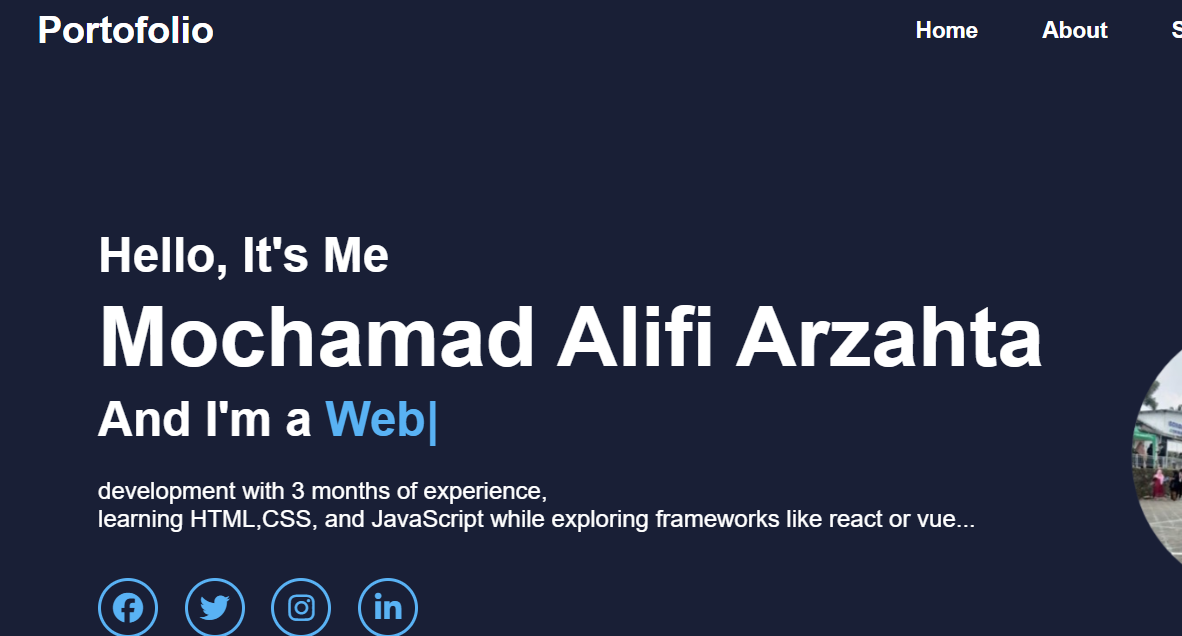 Portofolio
Home
About
S
Hello, It's Me
Mochamad Alifi Arzahta
And I'm a Web|
development with 3 months of experience,
learning HTML,CSS, and JavaScript while exploring frameworks like react or vue...
in